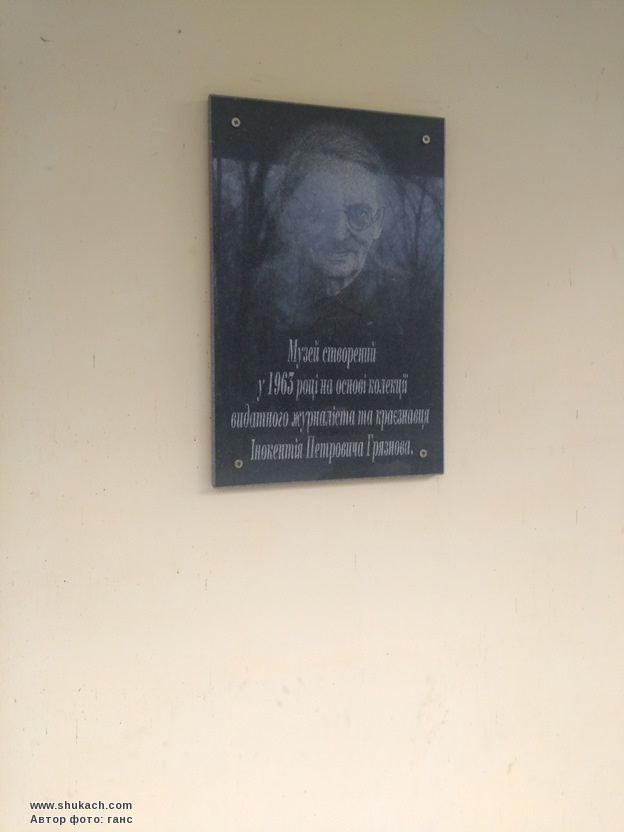 Музей створений
у 1963 році на основі колекції
видатного журналіста та краєзнавця
Інокентія Петровича Грязнова.
www.shukach.com
Автор фото: ганс